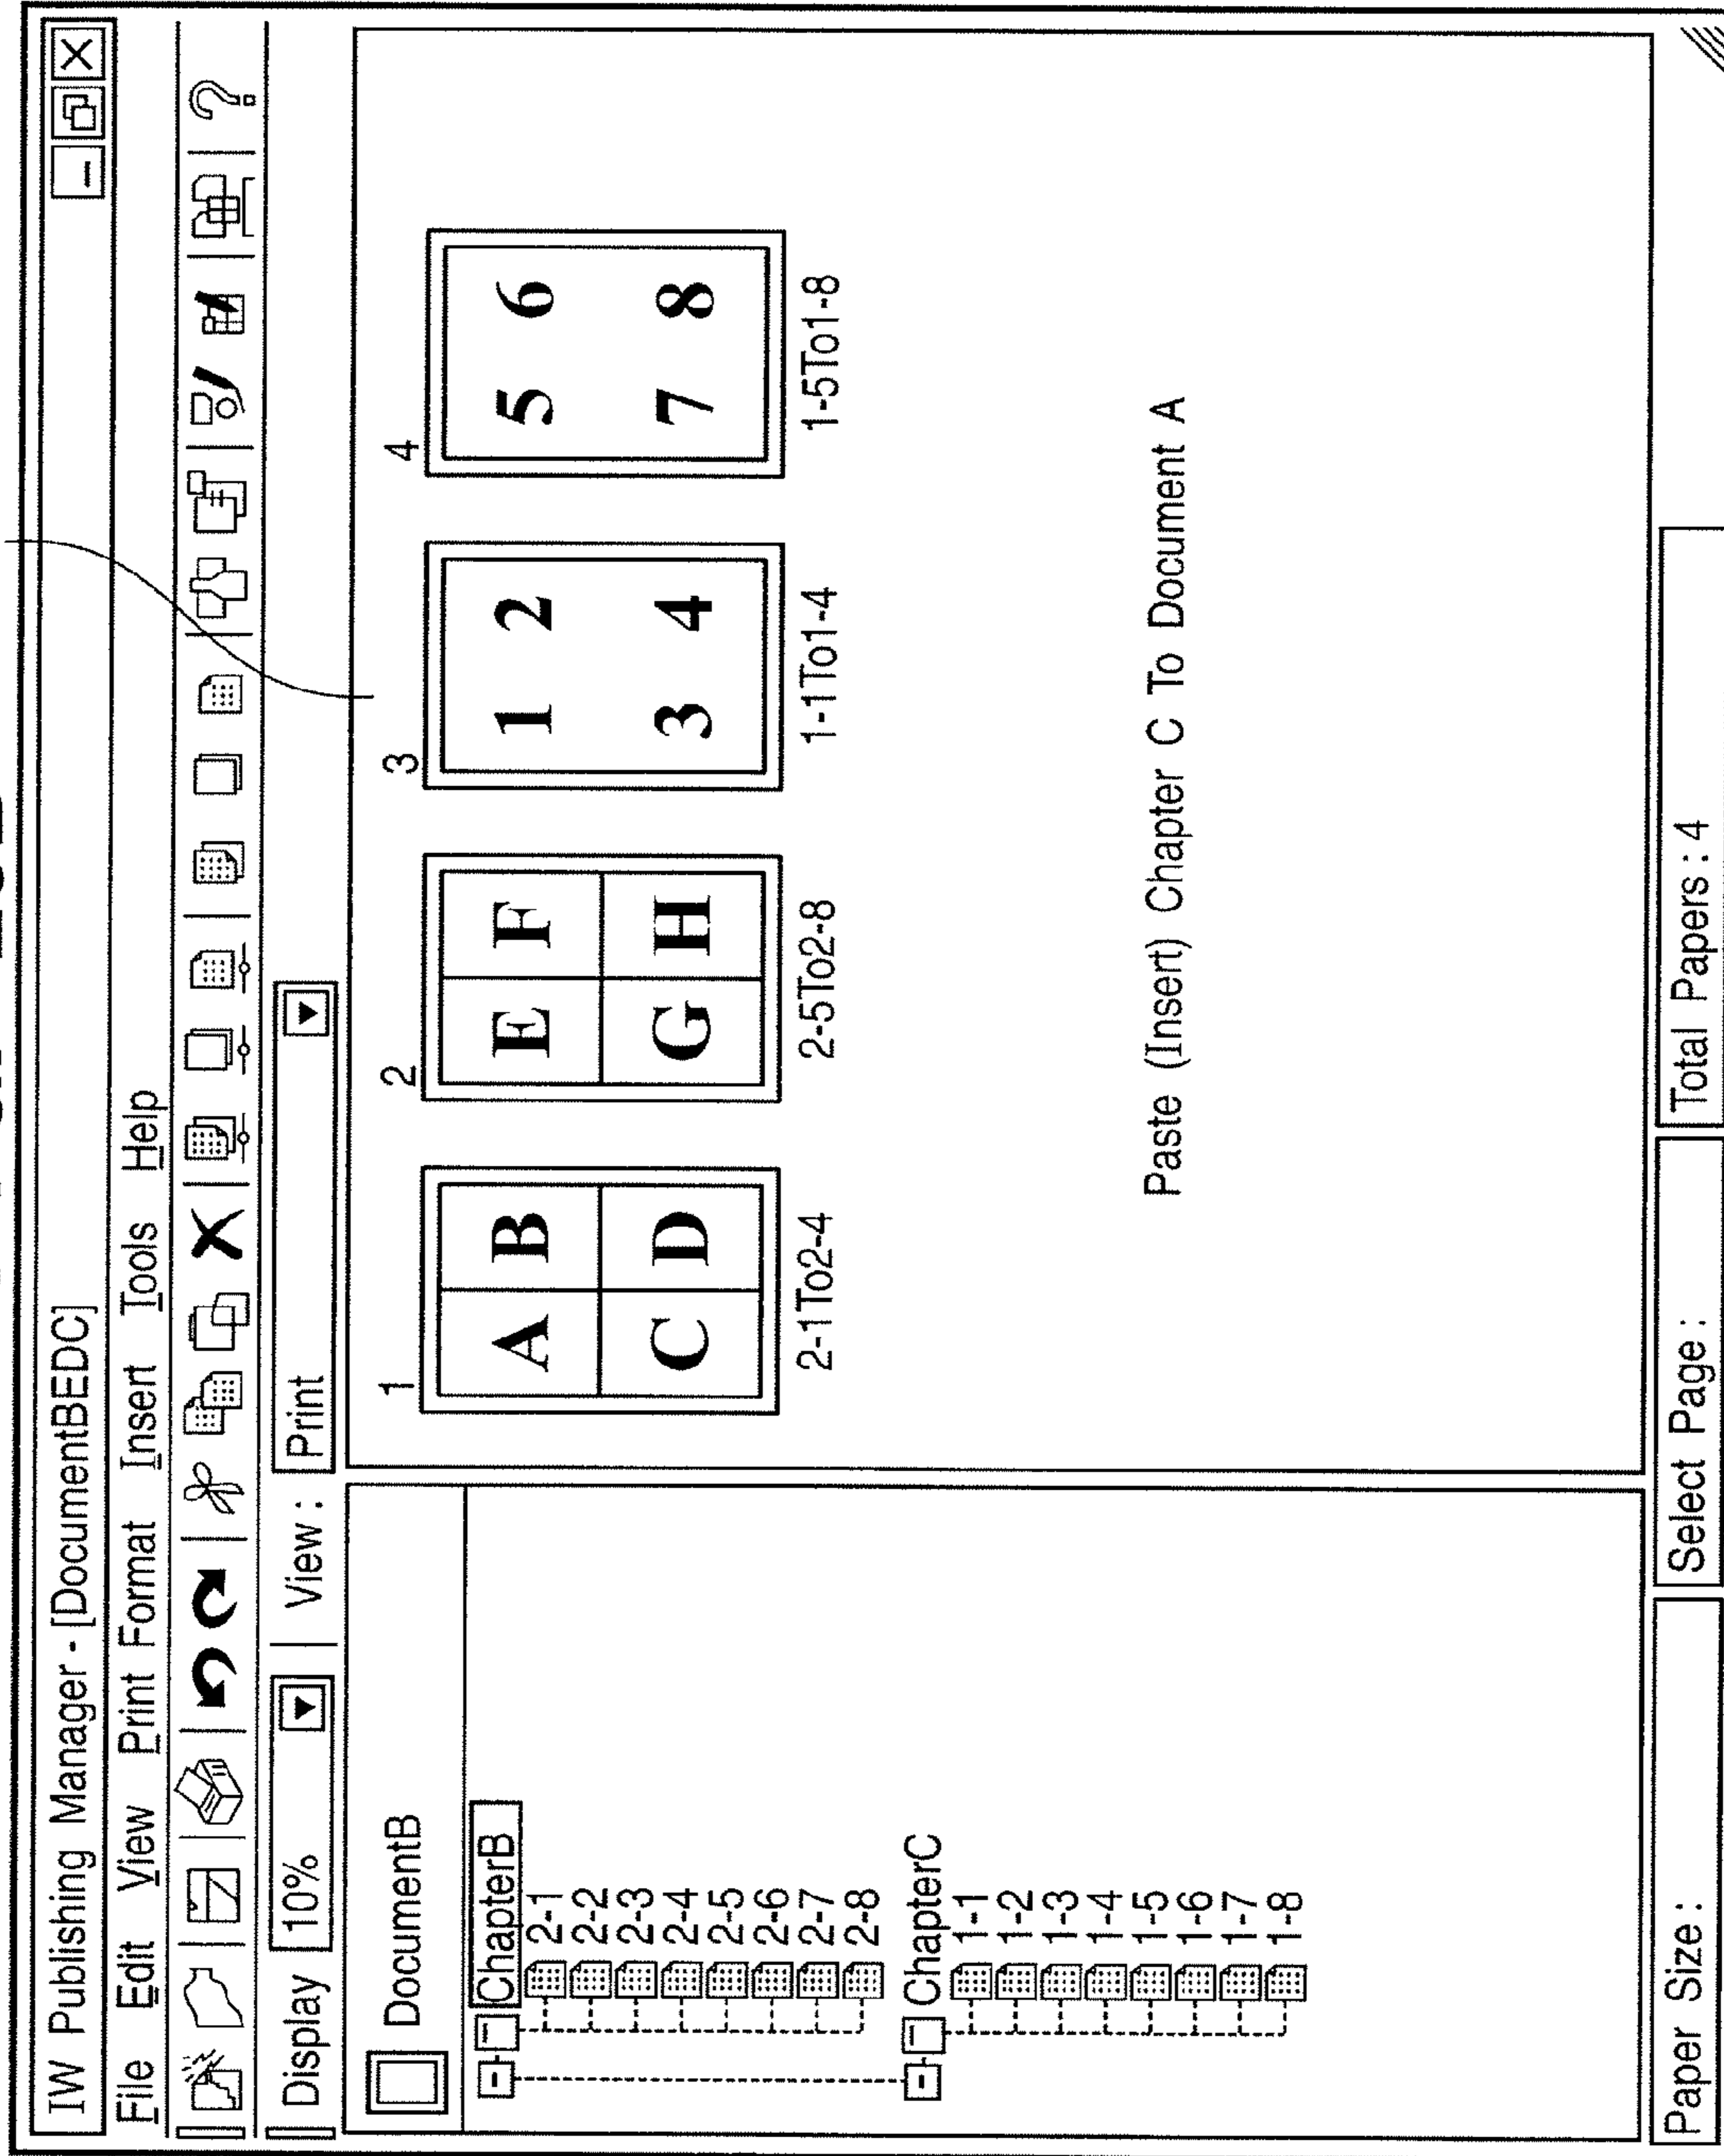 IW Publishing Manager - [DocumentBEDC]
File Edit View Print Format Insert Tools Help
Display 10% View : Print
DocumentB
ChapterB
2-1
2-2
2-3
2-4
2-5
2-6
2-7
2-8
ChapterC
1-1
1-2
1-3
1-4
1-5
1-6
1-7
1-8
1 2 3 4
A B E F 1 2 5 6
C D G H 3 4 7 8
2-1To2-4 2-5To2-8 1-1To1-4 1-5To1-8
Paste (Insert) Chapter C To Document A
Paper Size : Select Page : Total Papers : 4